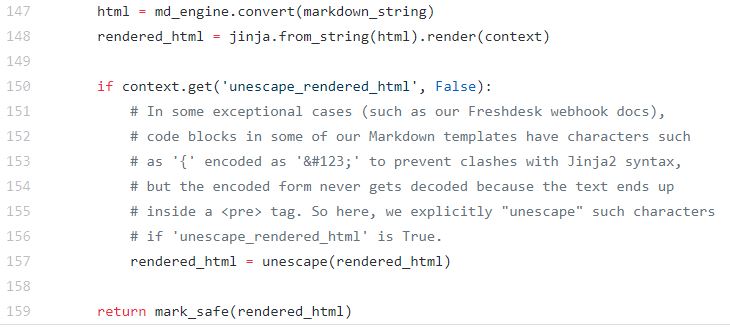 147 html = md_engine.convert(markdown_string)
148 rendered_html = jinja.from_string(html).render(context)
149
150 if context.get('unescape_rendered_html', False):
151 # In some exceptional cases (such as our Freshdesk webhook docs),
152 # code blocks in some of our Markdown templates have characters such
153 # as '{' encoded as '&#123;' to prevent clashes with Jinja2 syntax,
154 # but the encoded form never gets decoded because the text ends up
155 # inside a <pre> tag. So here, we explicitly "unescape" such characters
156 # if 'unescape_rendered_html' is True.
157 rendered_html = unescape(rendered_html)
158
159 return mark_safe(rendered_html)